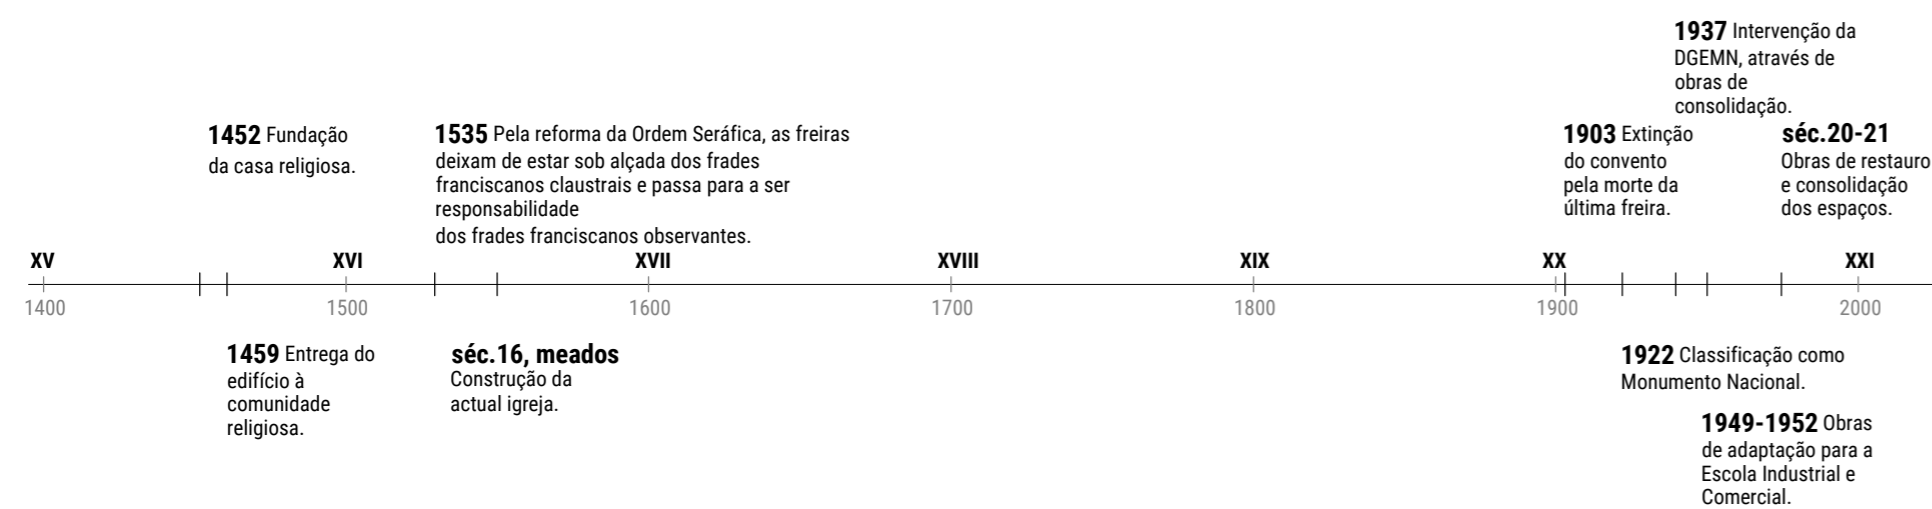 1937 Intervenção da
DGEMN, através de
obras de
consolidação.
1452 Fundação
da casa religiosa.
1535 Pela reforma da Ordem Seráfica, as freiras
deixam de estar sob alçada dos frades
franciscanos claustrais e passa para a ser
responsabilidade
dos frades franciscanos observantes.
1903 Extinção
do convento
pela morte da
última freira.
séc.20-21
Obras de restauro
e consolidação
dos espaços.
XV XVI XVII XVIII XIX XX XXI
1400 1500 1600 1700 1800 1900 2000
1459 Entrega do
edifício à
comunidade
religiosa.
séc.16, meados
Construção da
actual igreja.
1922 Classificação como
Monumento Nacional.
1949-1952 Obras
de adaptação para a
Escola Industrial e
Comercial.